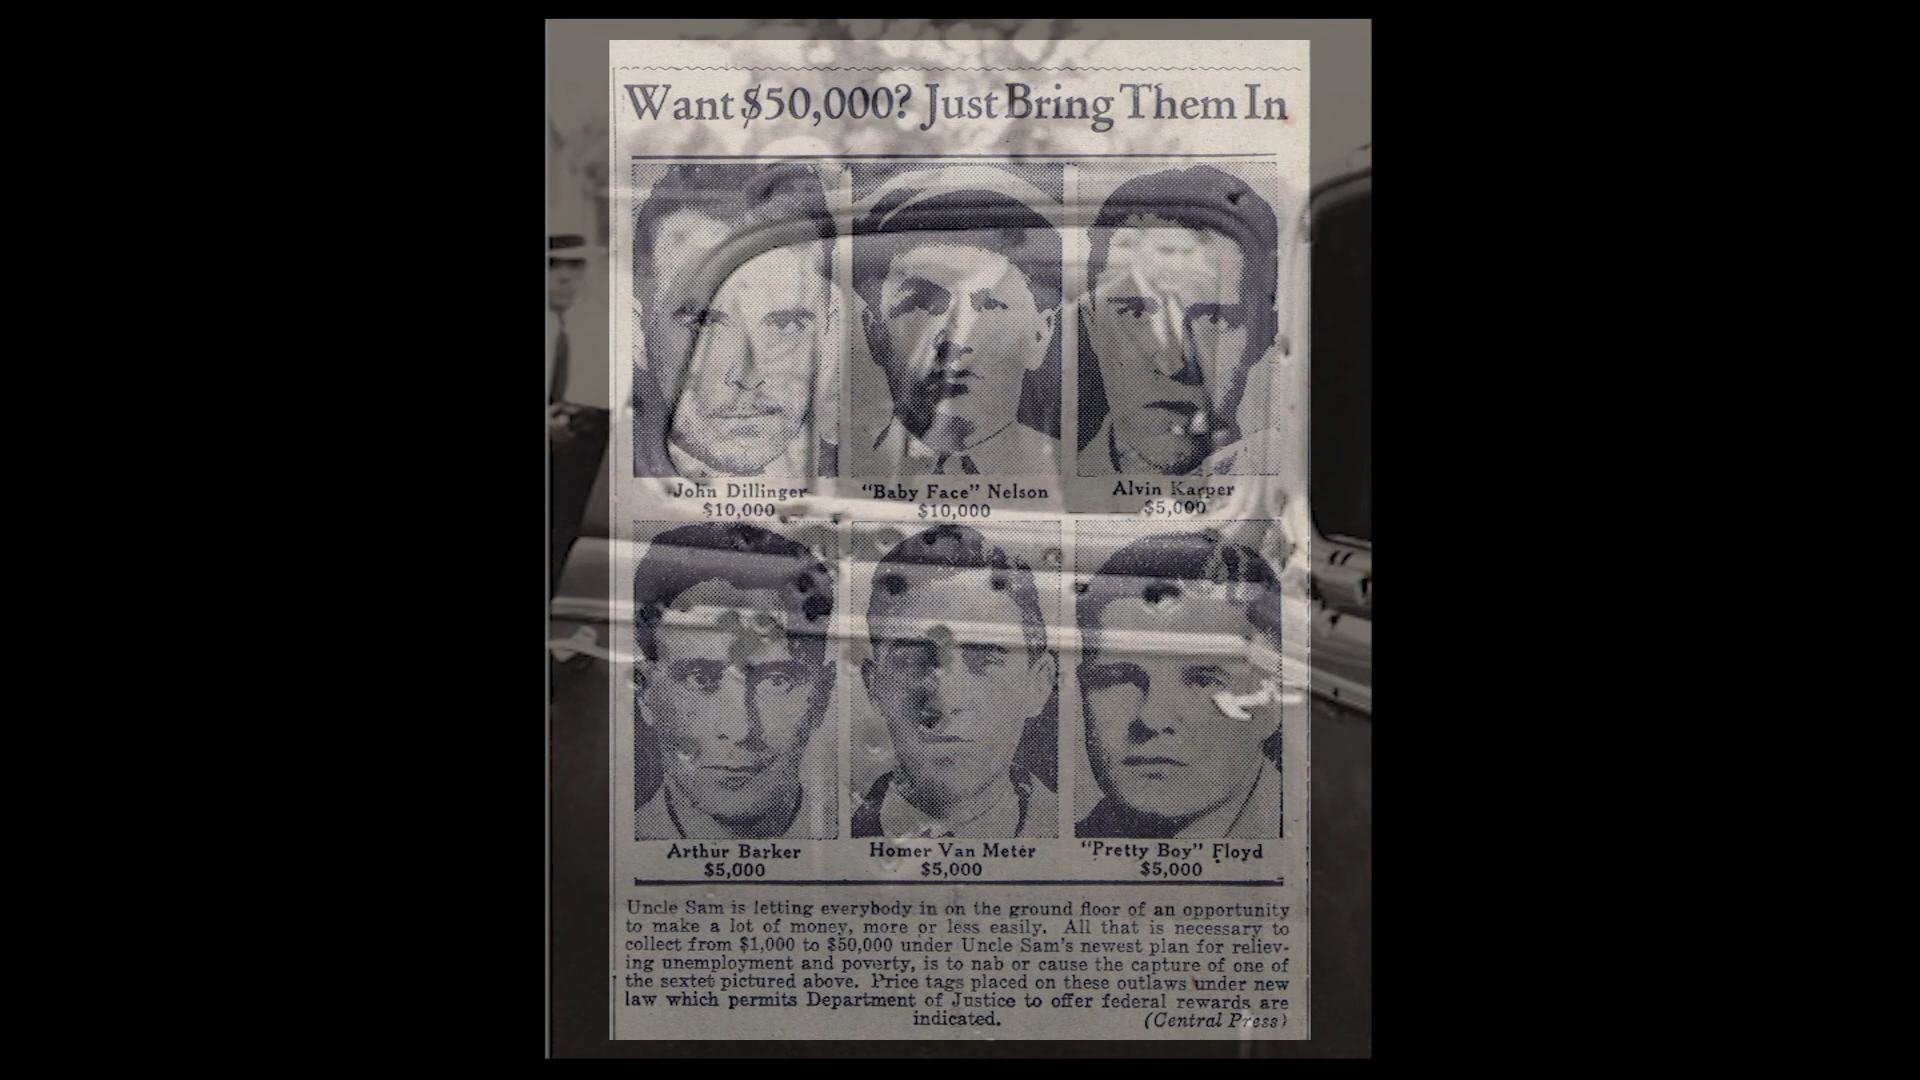 Want $50,000? Just Bring Them In
John Dillinger
$10,000
"Baby Face" Nelson
$10,000
Alvin Karper
$5,000
Arthur Barker
$5,000
Homer Van Meter
$5,000
"Pretty Boy" Floyd
$5,000
Uncle Sam is letting everybody in on the ground floor of an opportunity
to make a lot of money, more or less easily. All that is necessary to
collect from $1,000 to $50,000 under Uncle Sam's newest plan for reliev-
ing unemployment and poverty, is to nab or cause the capture of one of
the sextet pictured above. Price tags placed on these outlaws under new
law which permits Department of Justice to offer federal rewards are
indicated. (Central Press)